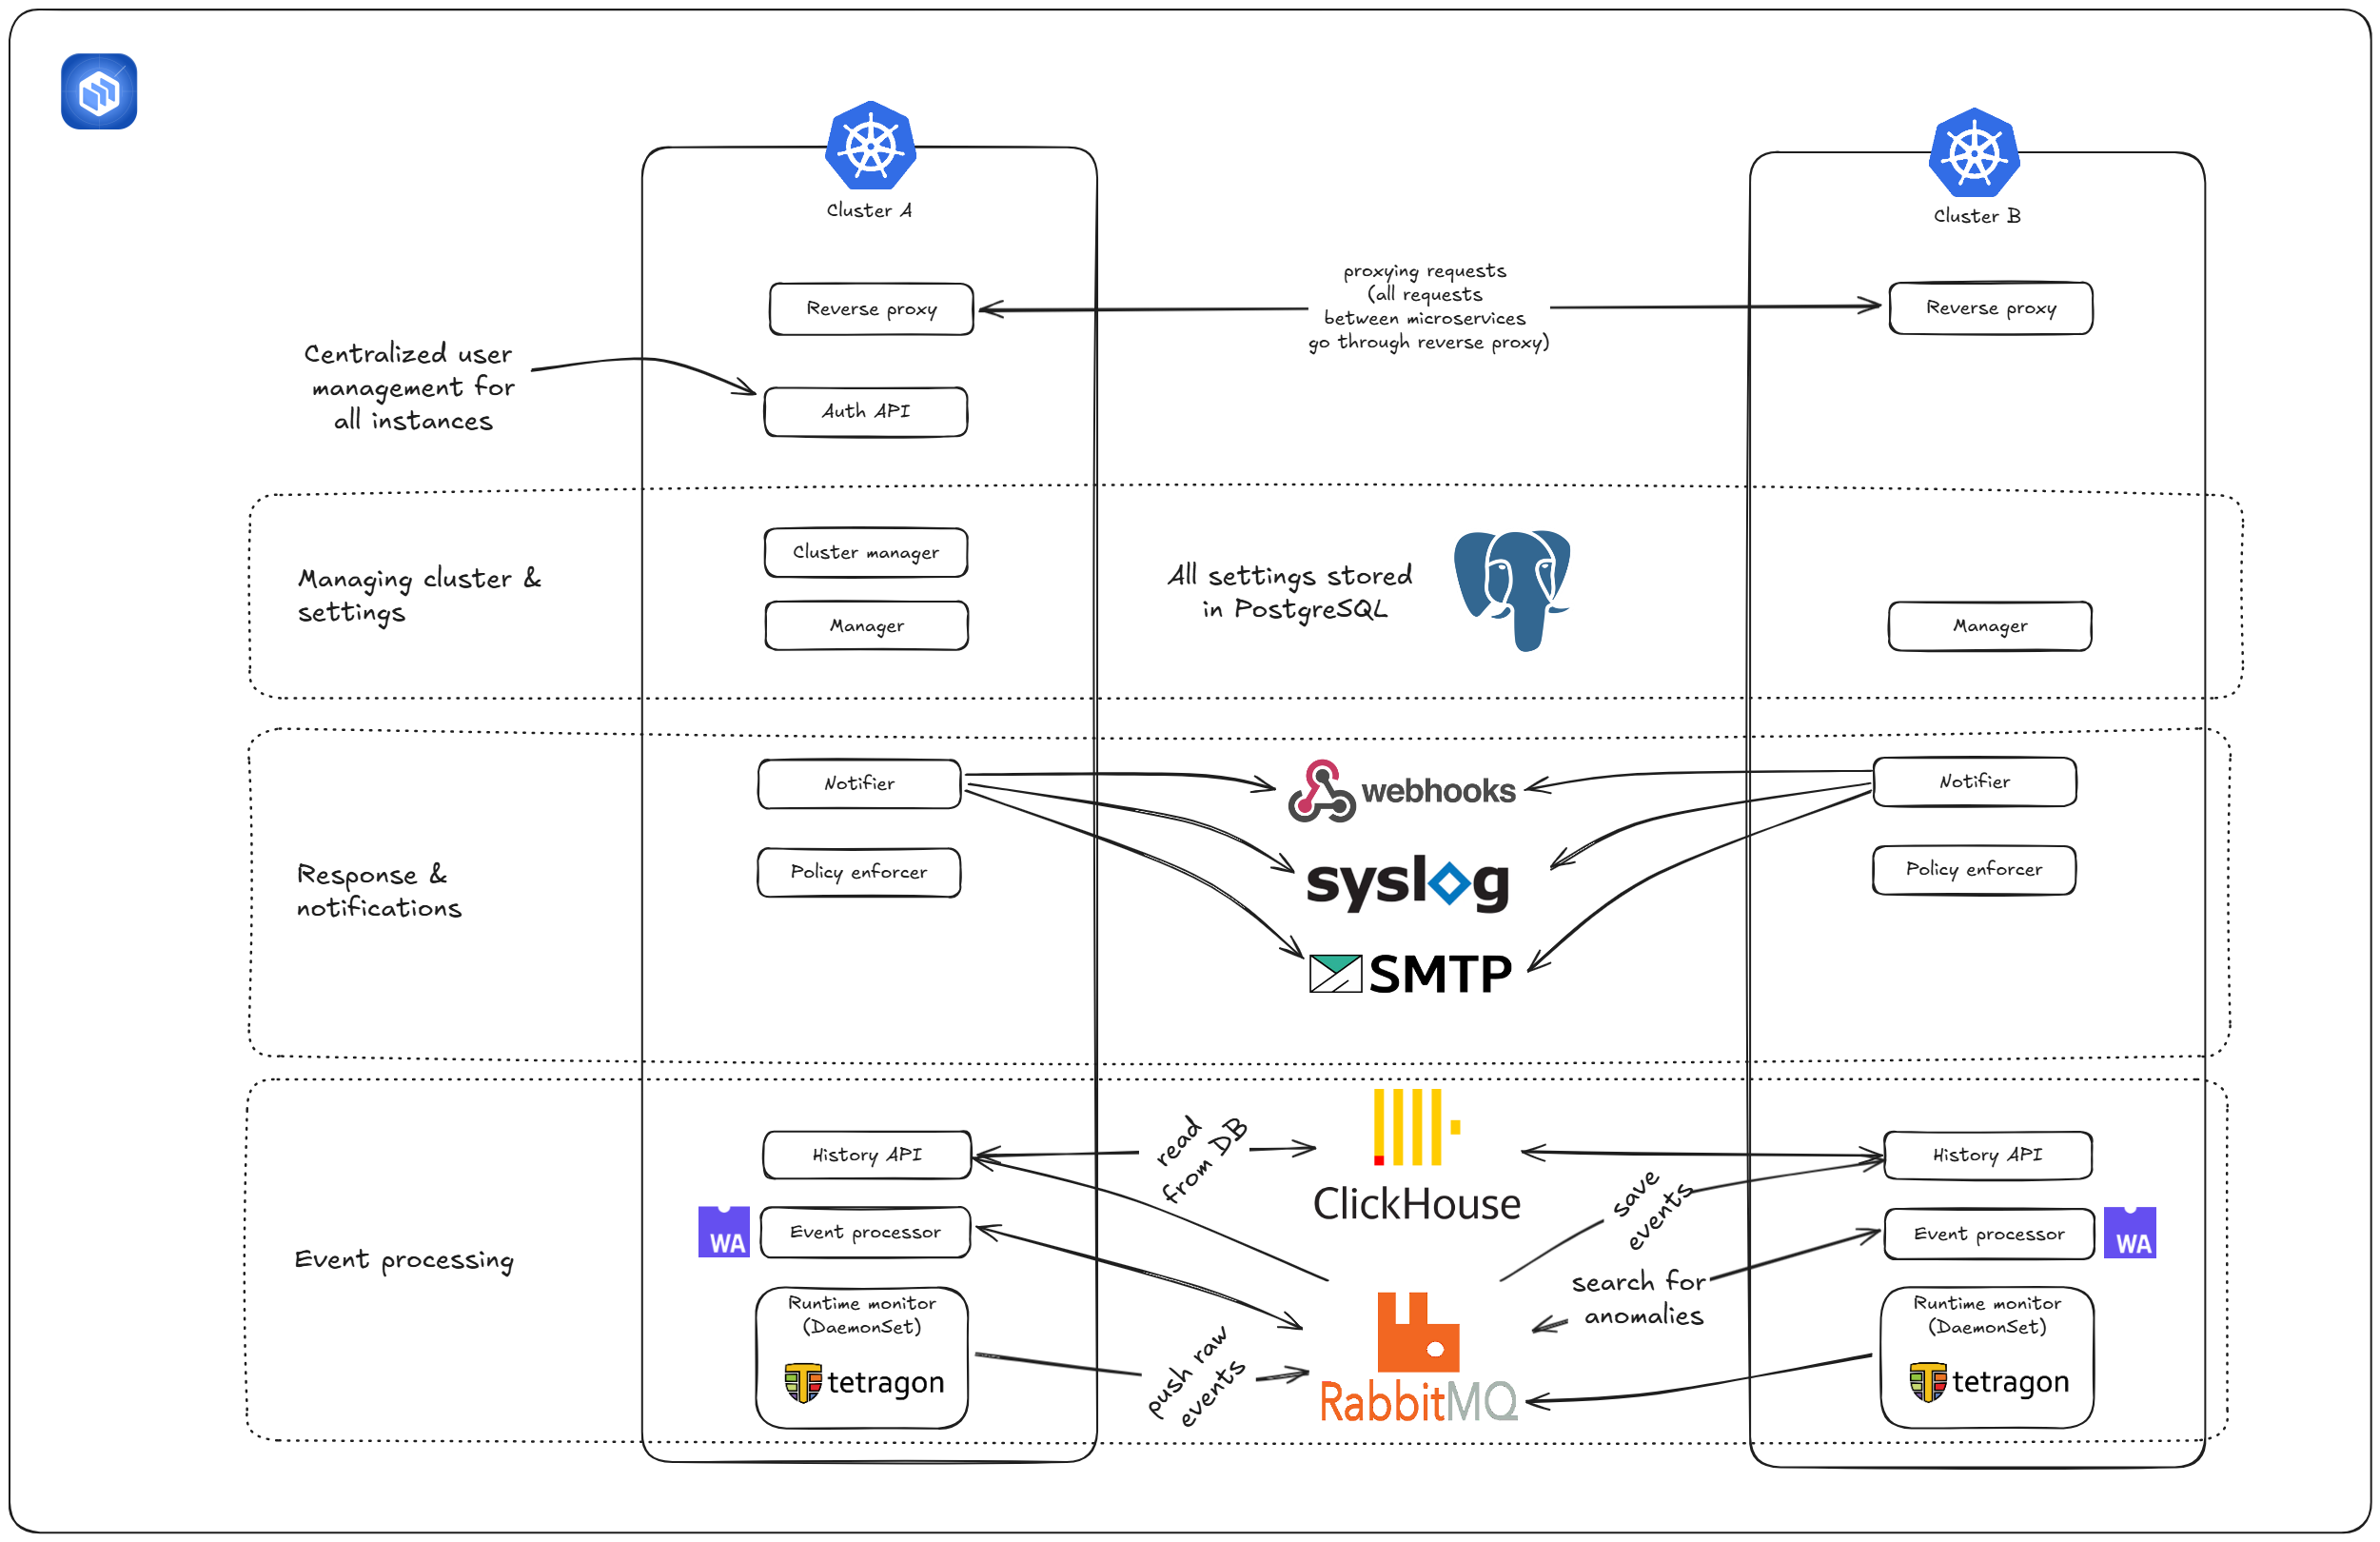 Cluster A
Cluster B
Reverse proxy
proxying requests
(all requests
between microservices
go through reverse proxy)
Reverse proxy
Centralized user
management for
all instances
Auth API
Managing cluster &
settings
Cluster manager
Manager
All settings stored
in PostgreSQL
Manager
Response &
notifications
Notifier
Policy enforcer
webhooks
syslog
SMTP
Notifier
Policy enforcer
Event processing
History API
WA
Event processor
Runtime monitor
(DaemonSet)
tetragon
read
from DB
push raw
events
ClickHouse
RabbitMQ
save
events
search for
anomalies
History API
Event processor
WA
Runtime monitor
(DaemonSet)
tetragon